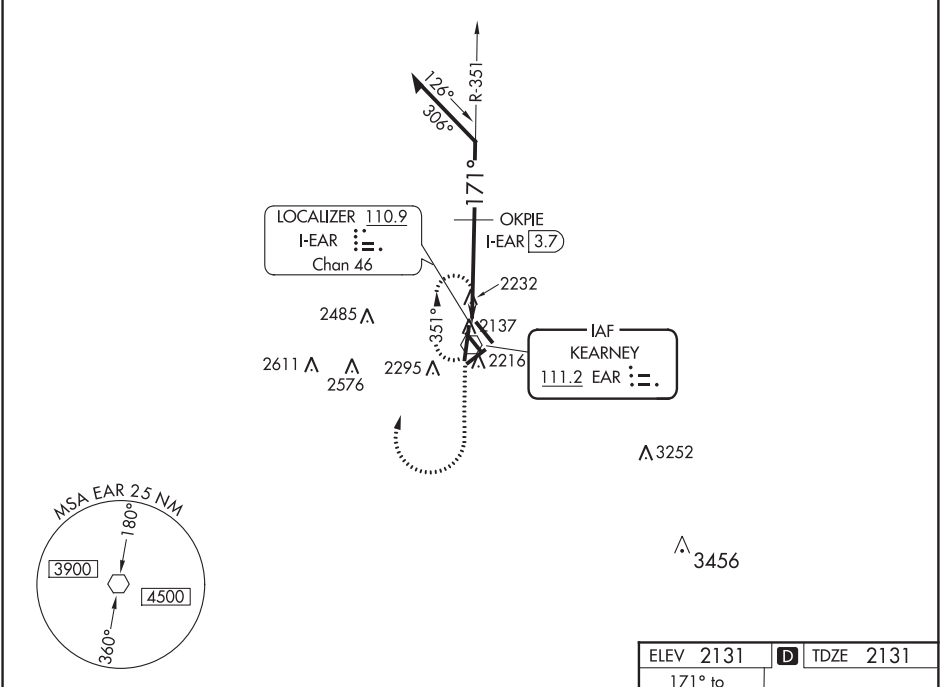 R-351
126°
306°
171°
OKPIE
I-EAR 3.7
LOCALIZER 110.9
I-EAR
Chan 46
2232
2485
351°
2137
2611
2576
2295
2216
IAF
KEARNEY
111.2 EAR
3252
MSA EAR 25 NM
180°
3900
4500
360°
3456
ELEV 2131 D TDZE 2131
171° to